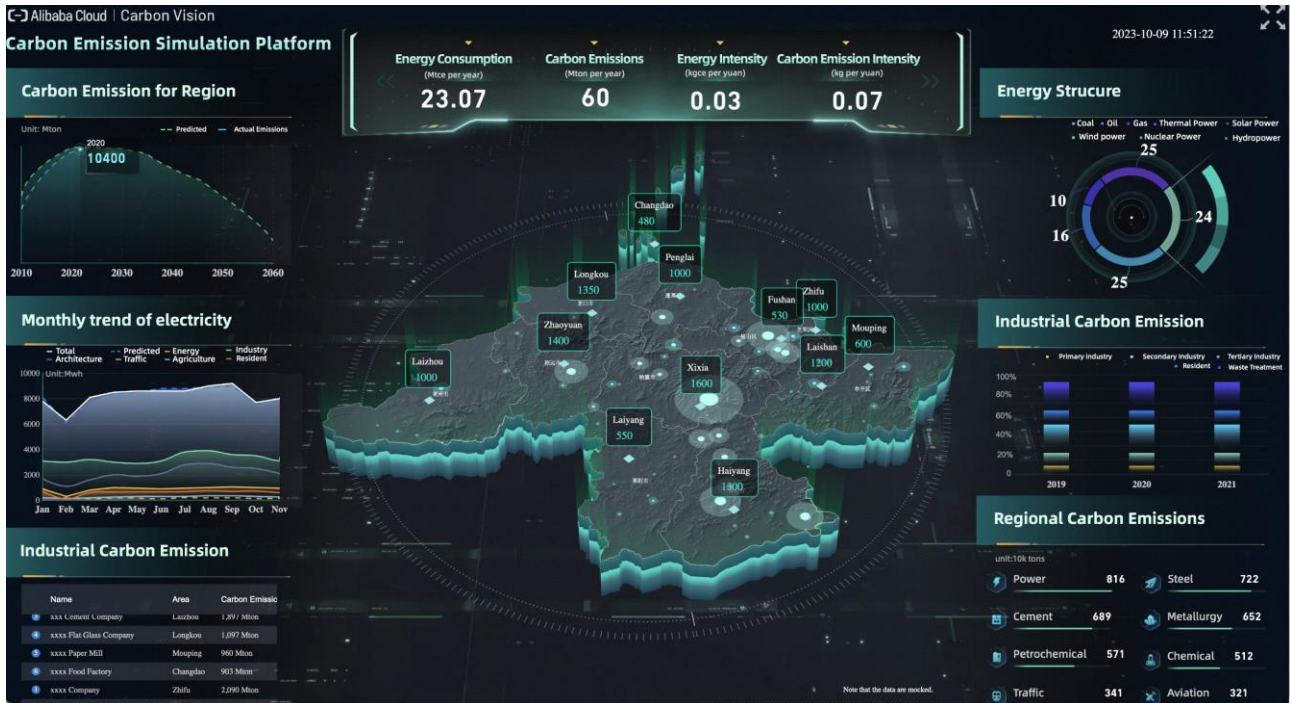 (-) Alibaba Cloud | Carbon Vision
Carbon Emission Simulation Platform
2023-10-09 11:51:22
Energy Consumption
(Mtce per year)
23.07
Carbon Emissions
(Mton per year)
60
Energy Intensity
(kgce per yuan)
0.03
Carbon Emission Intensity
(kg per yuan)
0.07
Carbon Emission for Region
Unit: Mton
Predicted
Actual Emissions
2020
10400
2010 2020 2030 2040 2050 2060
Monthly trend of electricity
Total Predicted Energy Industry
Architecture Traffic Agriculture Resident
Unit:Mwh
10000
8000
6000
4000
2000
0
Jan Feb Mar Apr May Jun Jul Aug Sep Oct Nov
Industrial Carbon Emission
Name Area Carbon Emissic
3 xxx Cement Company Laizhou 1,897 Mton
4 xxxx Flat Glass Company Longkou 1,097 Mton
5 xxxx Paper Mill Mouping 960 Mton
6 xxxx Food Factory Changdao 903 Mton
1 xxxx Company Zhifu 2,090 Mton
Changdao
480
Penglai
1000
Longkou
1350
Fushan
530
Zhifu
1000
Zhaoyuan
1400
Mouping
600
Laishan
1200
Laizhou
1000
Xixia
1600
Laiyang
550
Haiyang
1300
Note that the data are mocked.
Energy Strucure
Coal Oil Gas Thermal Power Solar Power
Wind power Nuclear Power Hydropower
25
10
24
16
25
Industrial Carbon Emission
Primary Industry Secondary Industry Tertiary Industry
Resident Waste Treatment
100%
80%
60%
40%
20%
0
2019 2020 2021
Regional Carbon Emissions
unit:10k tons
Power 816
Steel 722
Cement 689
Metallurgy 652
Petrochemical 571
Chemical 512
Traffic 341
Aviation 321